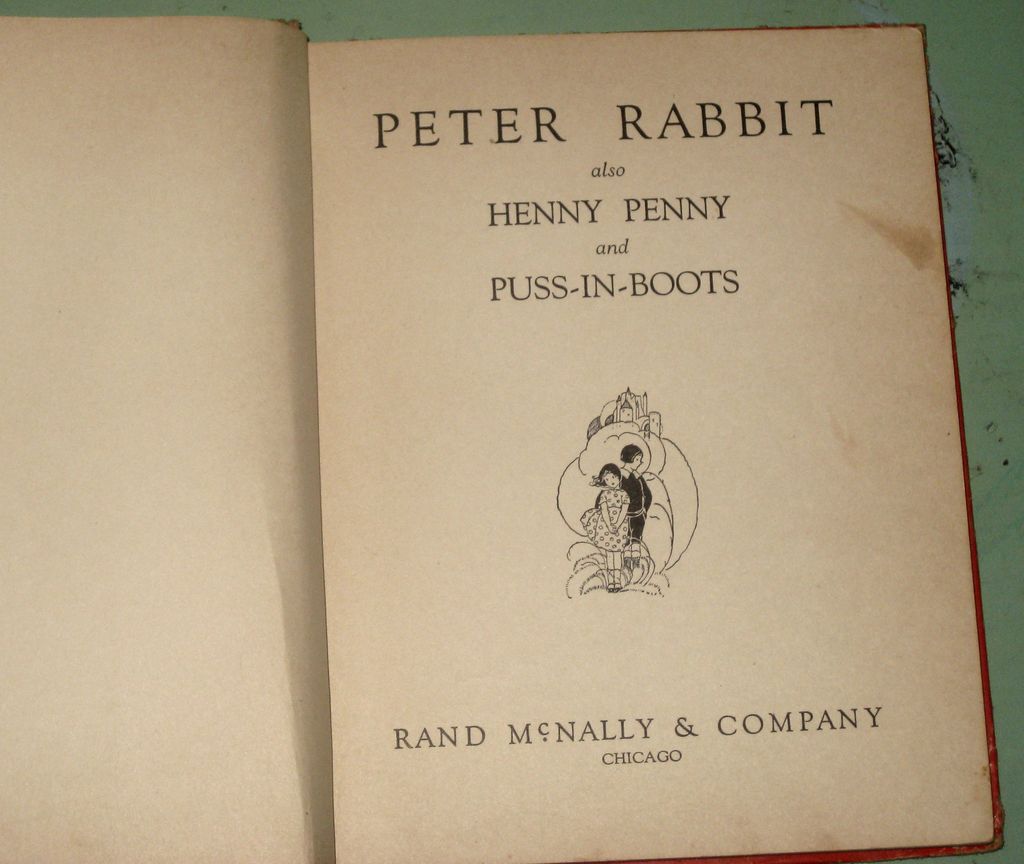 PETER RABBIT
also
HENNY PENNY
and
PUSS-IN-BOOTS
RAND McNALLY & COMPANY
CHICAGO